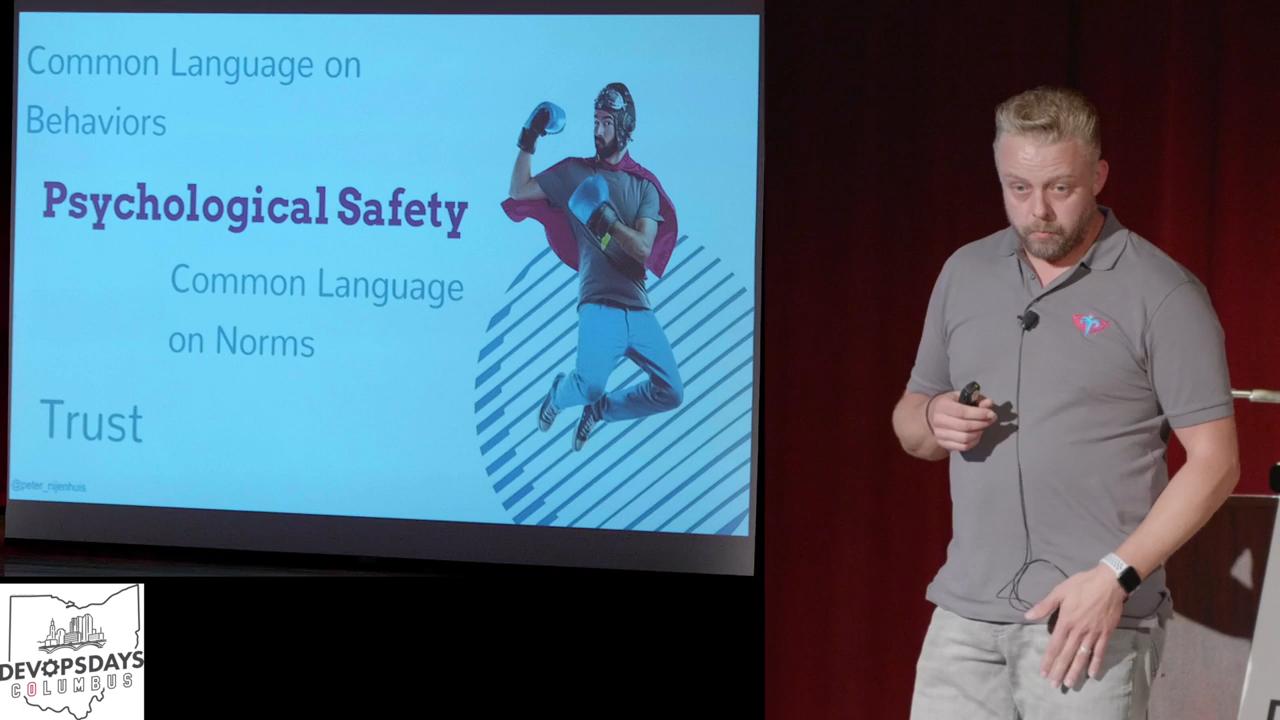 Common Language on
Behaviors
Psychological Safety
Common Language
on Norms
Trust
@peter_nijenhuis
DEVOPSDAYS
COLUMBUS